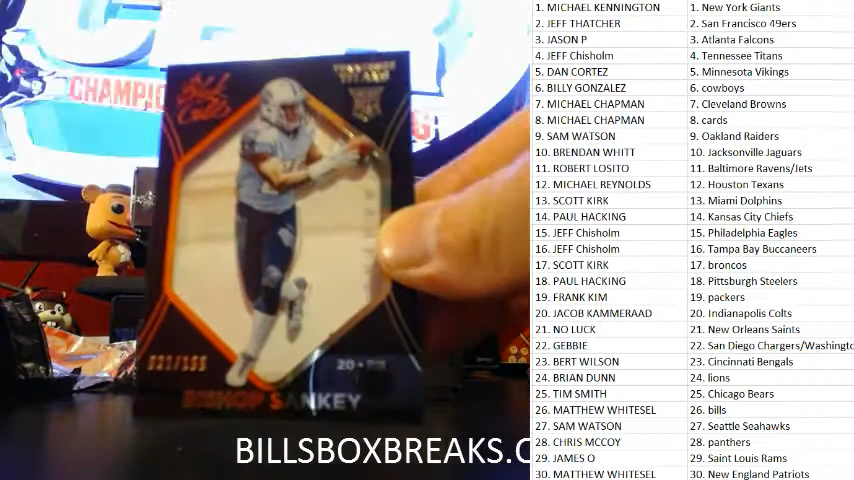 CHAMPIO
TITANS
RC
021/199
20
BISHOP SANKEY
BILLSBOXBREAKS.C
1. MICHAEL KENNINGTON 1. New York Giants
2. JEFF THATCHER 2. San Francisco 49ers
3. JASON P 3. Atlanta Falcons
4. JEFF Chisholm 4. Tennessee Titans
5. DAN CORTEZ 5. Minnesota Vikings
6. BILLY GONZALEZ 6. cowboys
7. MICHAEL CHAPMAN 7. Cleveland Browns
8. MICHAEL CHAPMAN 8. cards
9. SAM WATSON 9. Oakland Raiders
10. BRENDAN WHITT 10. Jacksonville Jaguars
11. ROBERT LOSITO 11. Baltimore Ravens/Jets
12. MICHAEL REYNOLDS 12. Houston Texans
13. SCOTT KIRK 13. Miami Dolphins
14. PAUL HACKING 14. Kansas City Chiefs
15. JEFF Chisholm 15. Philadelphia Eagles
16. JEFF Chisholm 16. Tampa Bay Buccaneers
17. SCOTT KIRK 17. broncos
18. PAUL HACKING 18. Pittsburgh Steelers
19. FRANK KIM 19. packers
20. JACOB KAMMERAAD 20. Indianapolis Colts
21. NO LUCK 21. New Orleans Saints
22. GEBBIE 22. San Diego Chargers/Washingto
23. BERT WILSON 23. Cincinnati Bengals
24. BRIAN DUNN 24. lions
25. TIM SMITH 25. Chicago Bears
26. MATTHEW WHITESEL 26. bills
27. SAM WATSON 27. Seattle Seahawks
28. CHRIS MCCOY 28. panthers
29. JAMES O 29. Saint Louis Rams
30. MATTHEW WHITESEL 30. New England Patriots